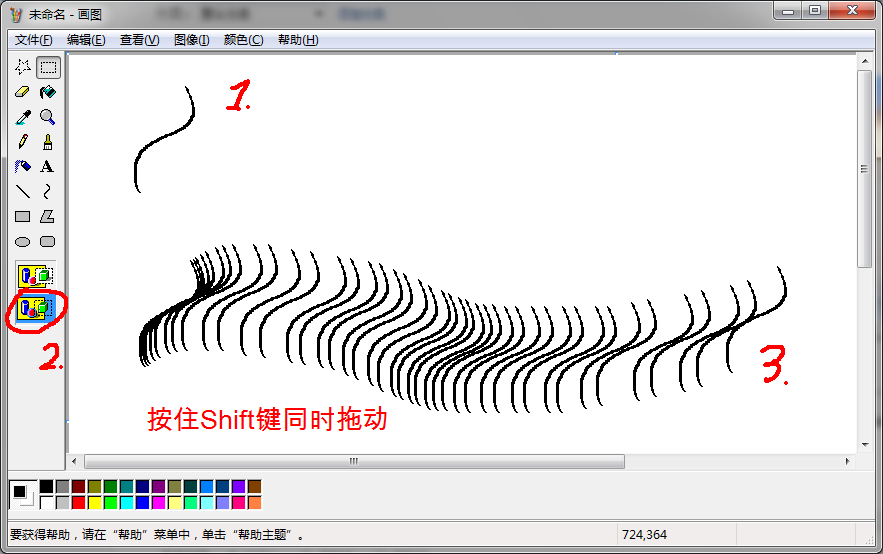 未命名 - 画图
文件(F) 编辑(E) 查看(V) 图像(I) 颜色(C) 帮助(H)
1.
A
2.
3.
按住Shift键同时拖动
要获得帮助，请在“帮助”菜单中，单击“帮助主题”。 724,364